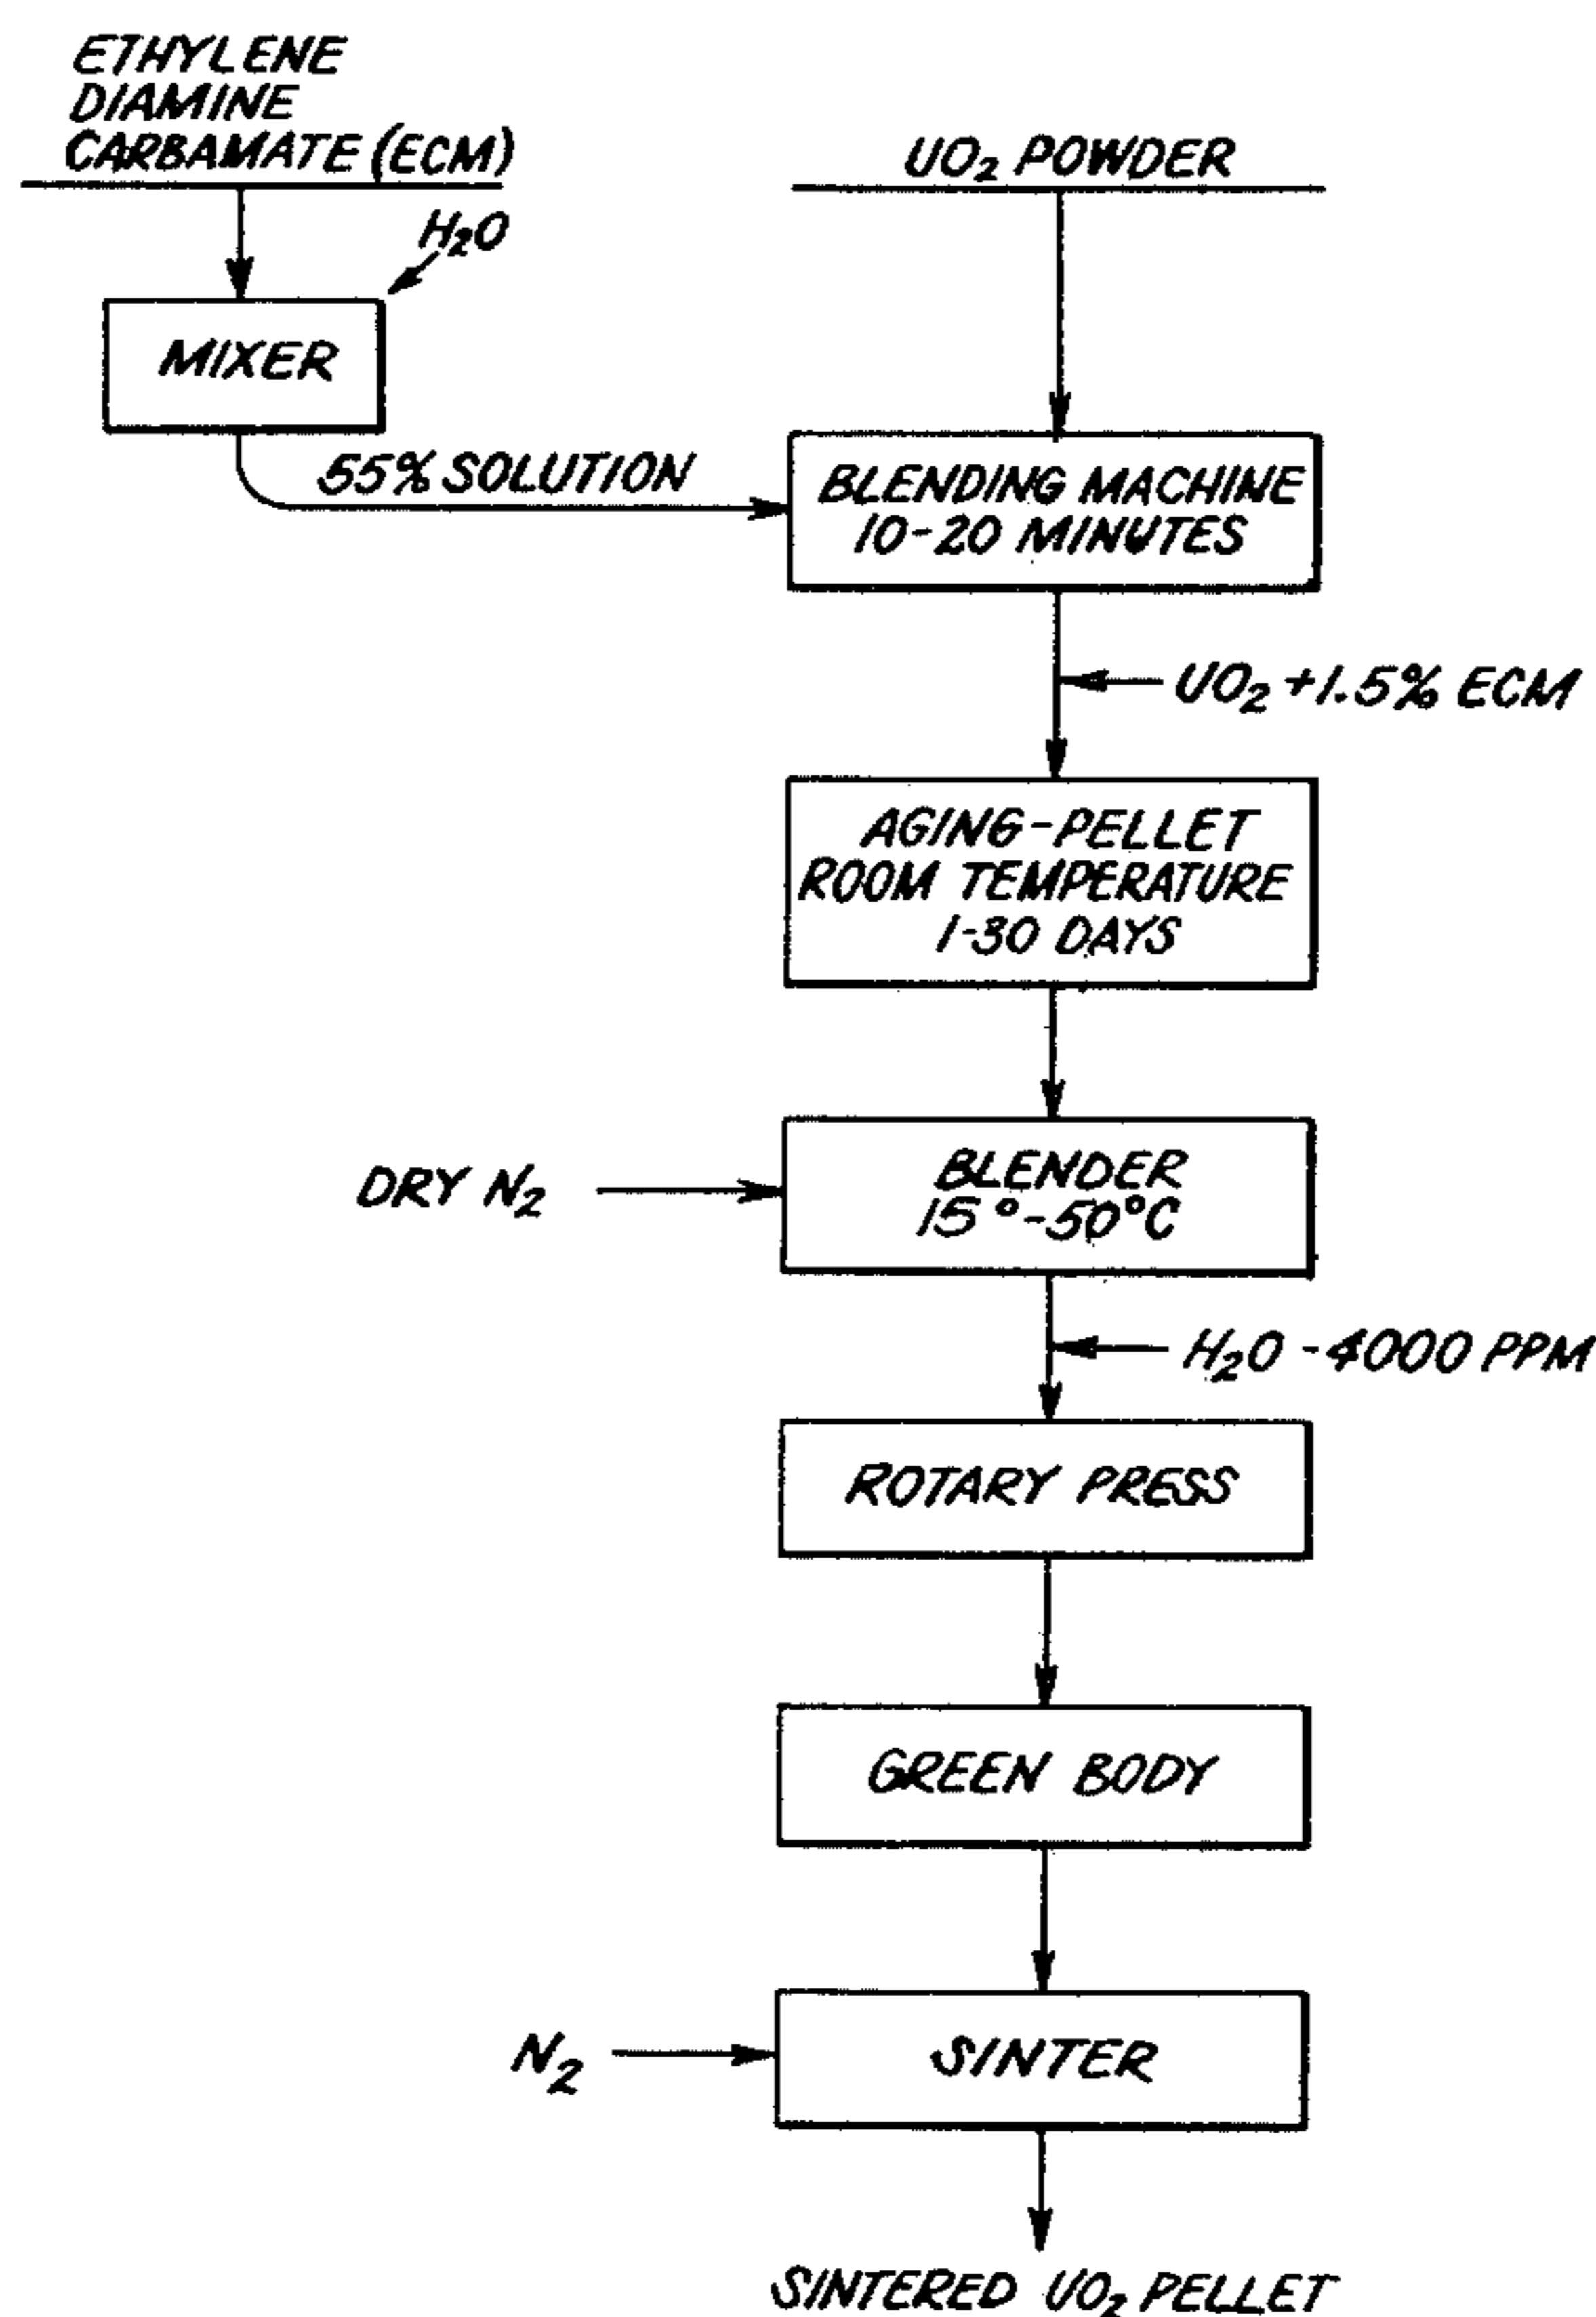 ETHYLENE
DIAMINE
CARBAMATE (ECM)
UO₂ POWDER
H₂O
MIXER
55% SOLUTION
BLENDING MACHINE
10-20 MINUTES
UO₂ +1.5% ECM
AGING-PELLET
ROOM TEMPERATURE
1-30 DAYS
DRY N₂
BLENDER
15°-50°C
H₂O -4000 PPM
ROTARY PRESS
GREEN BODY
N₂
SINTER
SINTERED UO₂ PELLET